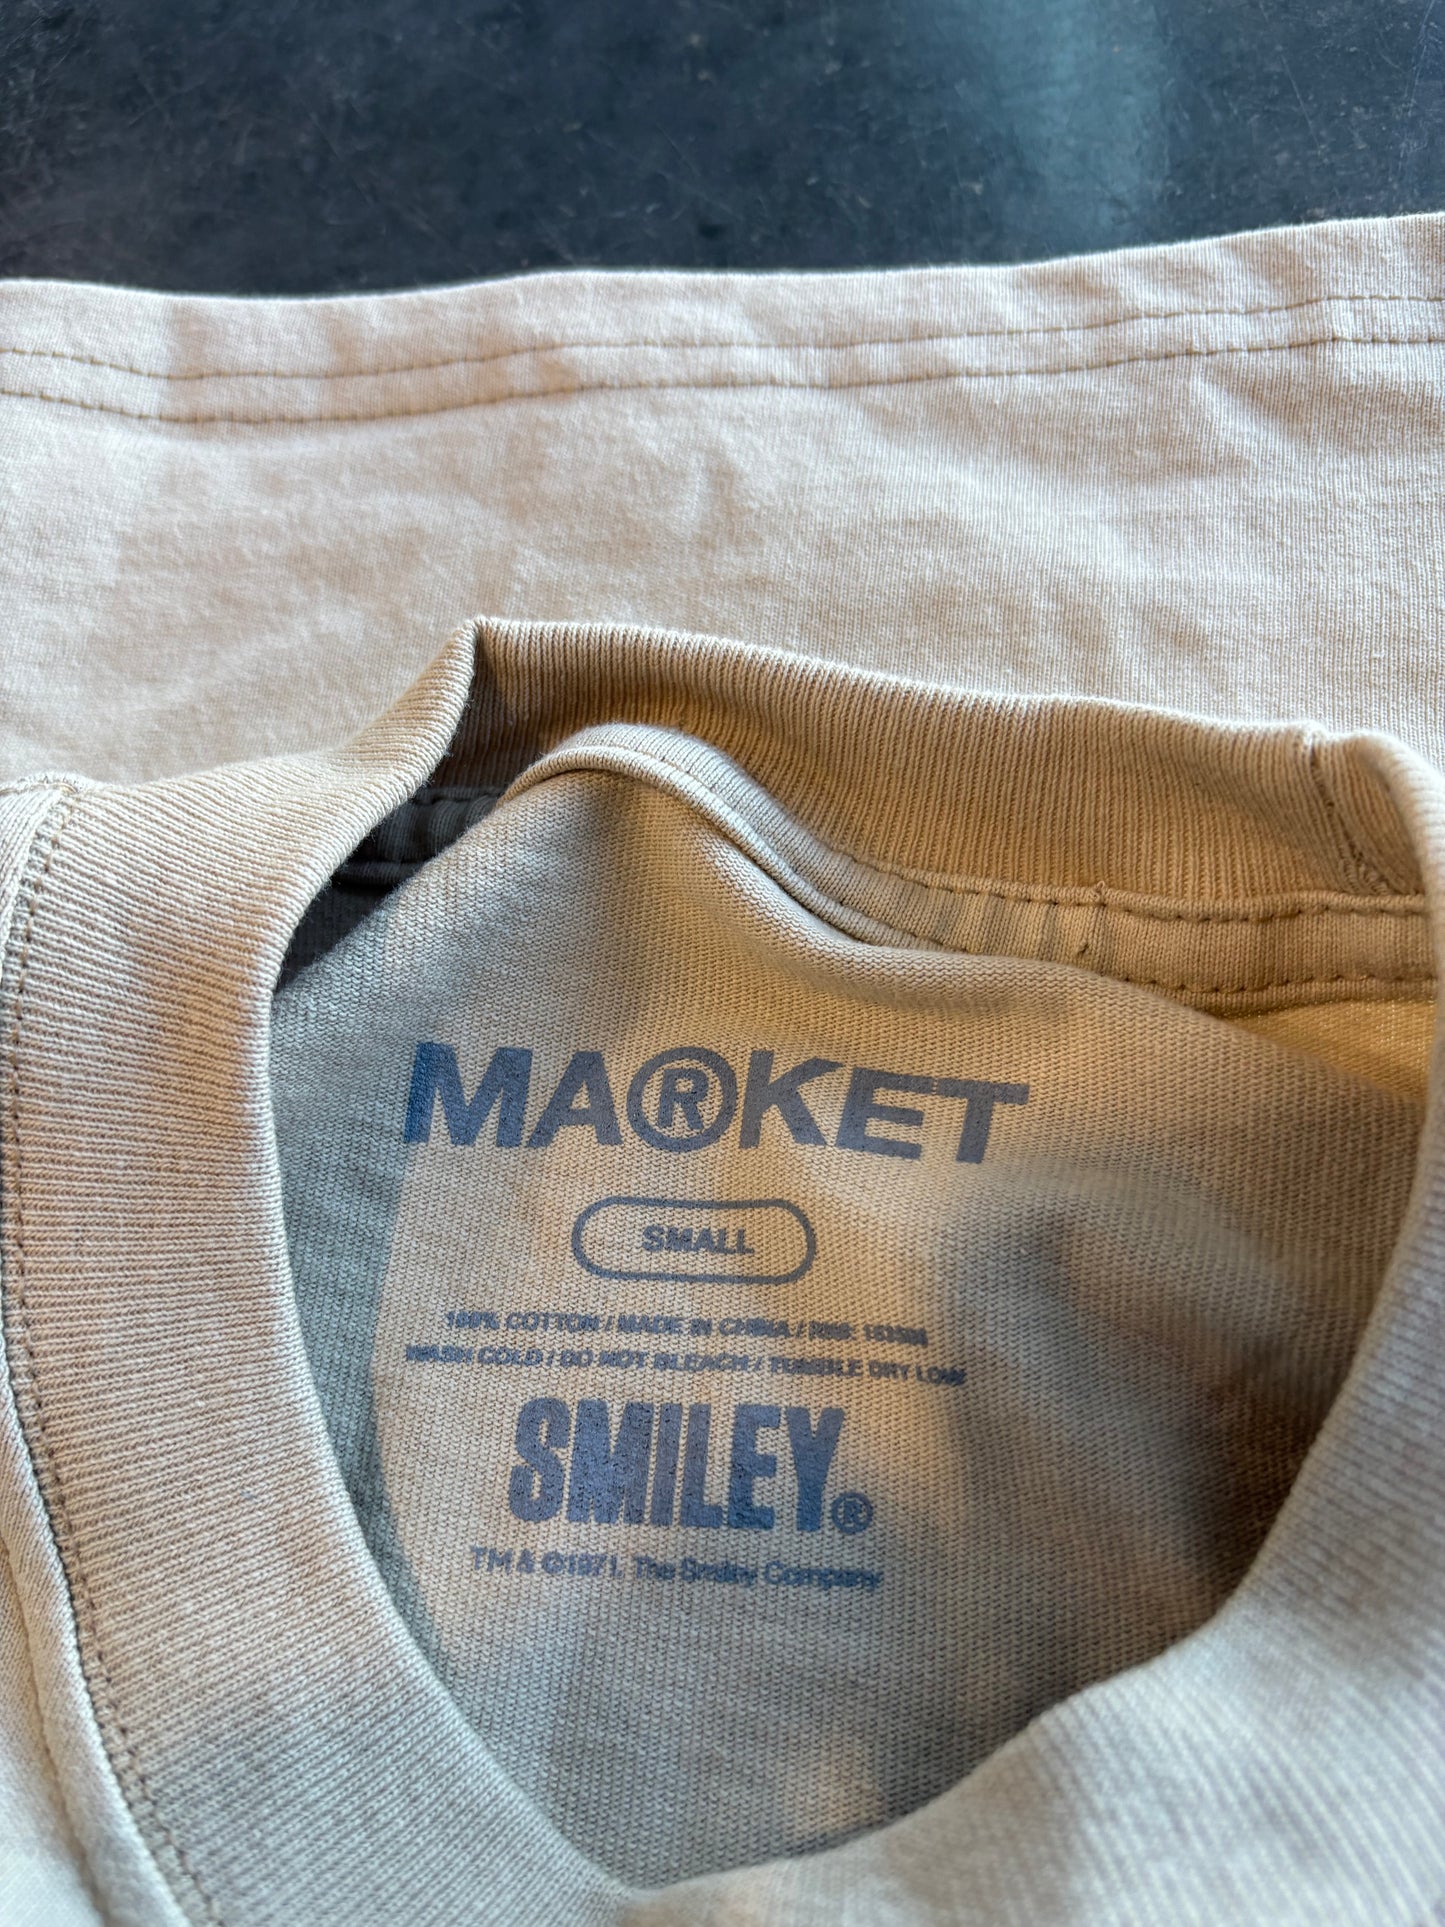 MA®KET
SMALL
100% COTTON / MADE IN CHINA / RN#
WASH COLD / DO NOT BLEACH / TUMBLE DRY LOW
SMILEY®
TM & ©1971, The Smiley Company